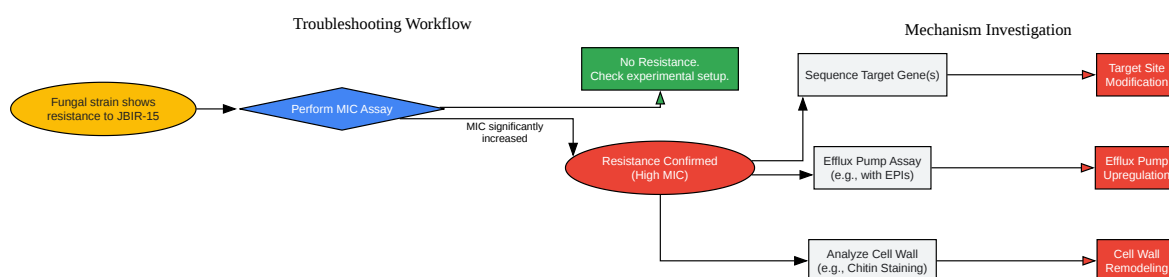 Troubleshooting Workflow
Mechanism Investigation
Fungal strain shows
resistance to JBIR-15
Perform MIC Assay
No Resistance.
Check experimental setup.
MIC significantly
increased
Resistance Confirmed
(High MIC)
Sequence Target Gene(s)
Target Site
Modification
Efflux Pump Assay
(e.g., with EPIs)
Efflux Pump
Upregulation
Analyze Cell Wall
(e.g., Chitin Staining)
Cell Wall
Remodeling